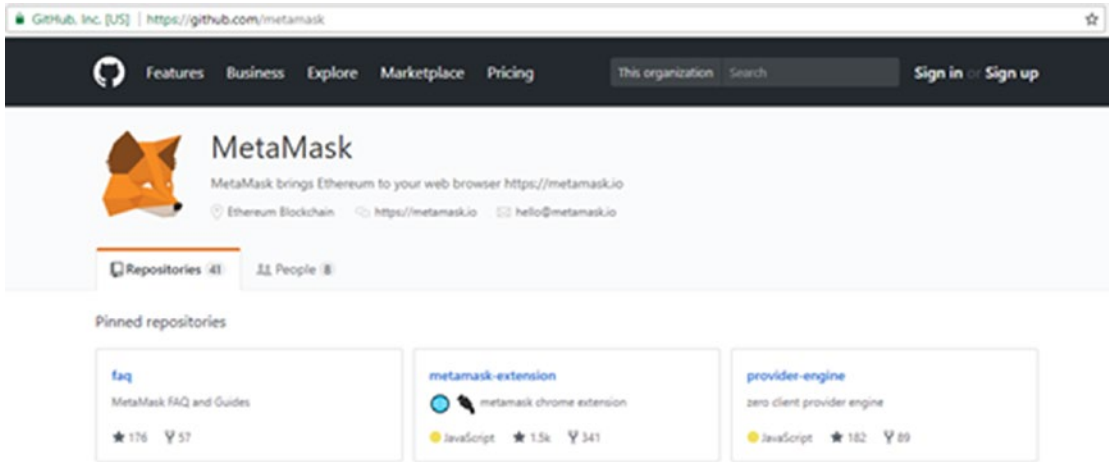 GitHub, Inc. [US] | https://github.com/metamask
Features Business Explore Marketplace Pricing This organization Search Sign in or Sign up
MetaMask
MetaMask brings Ethereum to your web browser https://metamask.io
Ethereum Blockchain https://metamask.io hello@metamask.io
Repositories 41 People 8
Pinned repositories
faq
MetaMask FAQ and Guides
176 57
metamask-extension
metamask chrome extension
JavaScript 1.5k 341
provider-engine
zero client provider engine
JavaScript 182 89